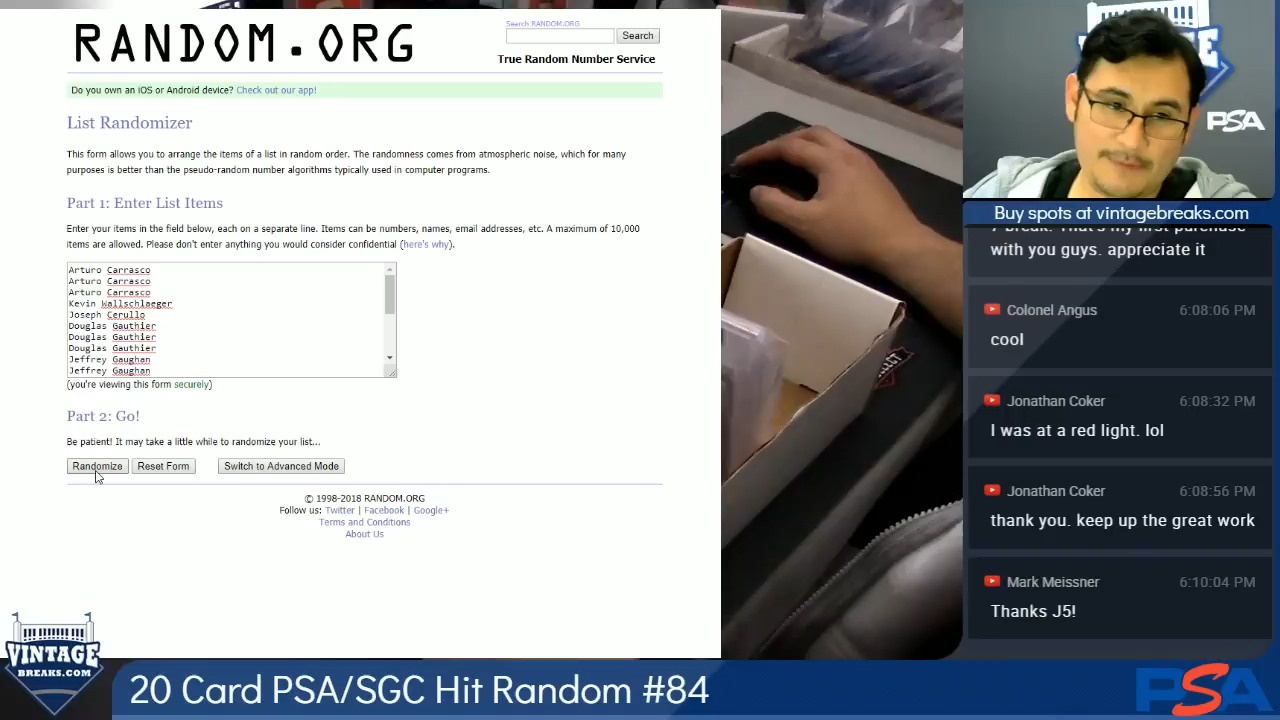 RANDOM.ORG
Search RANDOM.ORG
Search
True Random Number Service
Do you own an iOS or Android device? Check out our app!
List Randomizer
This form allows you to arrange the items of a list in random order. The randomness comes from atmospheric noise, which for many
purposes is better than the pseudo-random number algorithms typically used in computer programs.
Part 1: Enter List Items
Enter your items in the field below, each on a separate line. Items can be numbers, names, email addresses, etc. A maximum of 10,000
items are allowed. Please don't enter anything you would consider confidential (here's why).
Arturo Carrasco
Arturo Carrasco
Arturo Carrasco
Kevin Wallschlaeger
Joseph Cerullo
Douglas Gauthier
Douglas Gauthier
Douglas Gauthier
Jeffrey Gaughan
Jeffrey Gaughan
(you're viewing this form securely)
Part 2: Go!
Be patient! It may take a little while to randomize your list...
Randomize
Reset Form
Switch to Advanced Mode
© 1998-2018 RANDOM.ORG
Follow us: Twitter | Facebook | Google+
Terms and Conditions
About Us
PSA
Buy spots at vintagebreaks.com
7 break. That's my first purchase
with you guys. appreciate it
Colonel Angus 6:08:06 PM
cool
Jonathan Coker 6:08:32 PM
I was at a red light. lol
Jonathan Coker 6:08:56 PM
thank you. keep up the great work
Mark Meissner 6:10:04 PM
Thanks J5!
VINTAGE
BREAKS.COM
20 Card PSA/SGC Hit Random #84
PSA